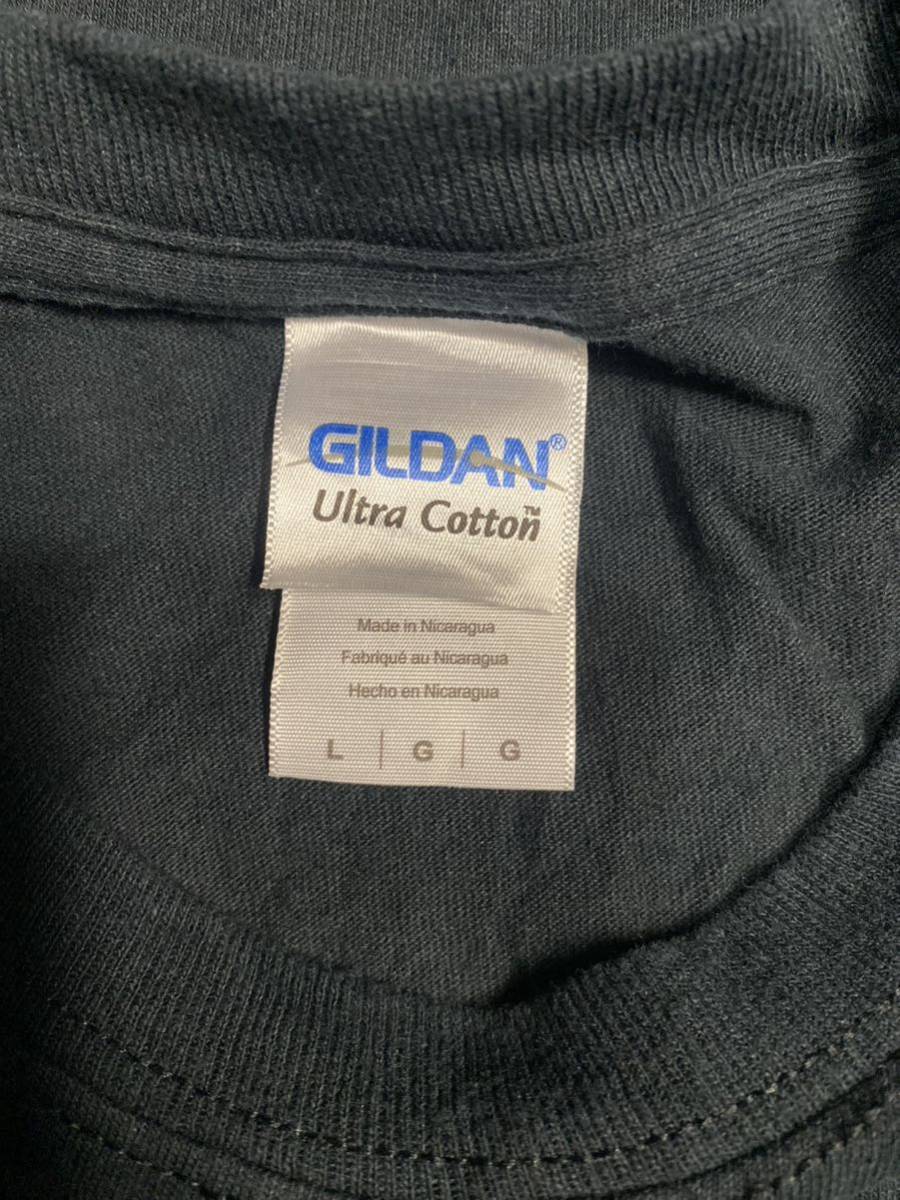 GILDAN®
Ultra Cotton™
Made in Nicaragua
Fabriqué au Nicaragua
Hecho en Nicaragua
L | G | G